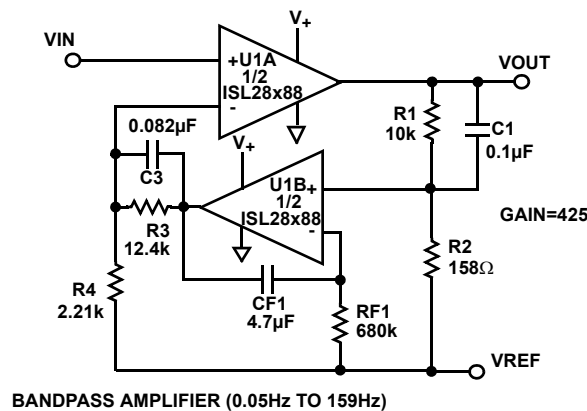 V+
VIN
VOUT
+U1A
1/2
ISL28x88
-
R1
10k
C1
0.1µF
0.082µF
C3
V+
U1B+
1/2
ISL28x88
-
GAIN=425
R3
12.4k
R2
158Ω
R4
2.21k
CF1
4.7µF
RF1
680k
VREF
BANDPASS AMPLIFIER (0.05Hz TO 159Hz)